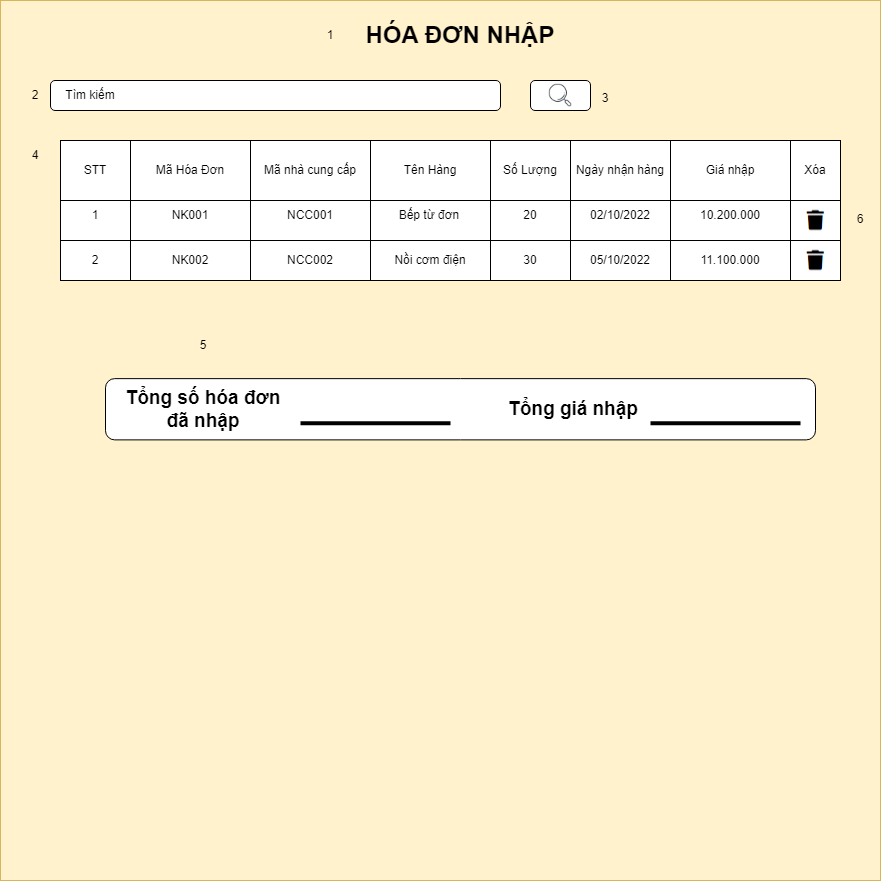 1 HÓA ĐƠN NHẬP
2 Tìm kiếm 3
4 STT Mã Hóa Đơn Mã nhà cung cấp Tên Hàng Số Lượng Ngày nhận hàng Giá nhập Xóa
1 NK001 NCC001 Bếp từ đơn 20 02/10/2022 10.200.000 6
2 NK002 NCC002 Nồi cơm điện 30 05/10/2022 11.100.000
5
Tổng số hóa đơn
đã nhập
Tổng giá nhập